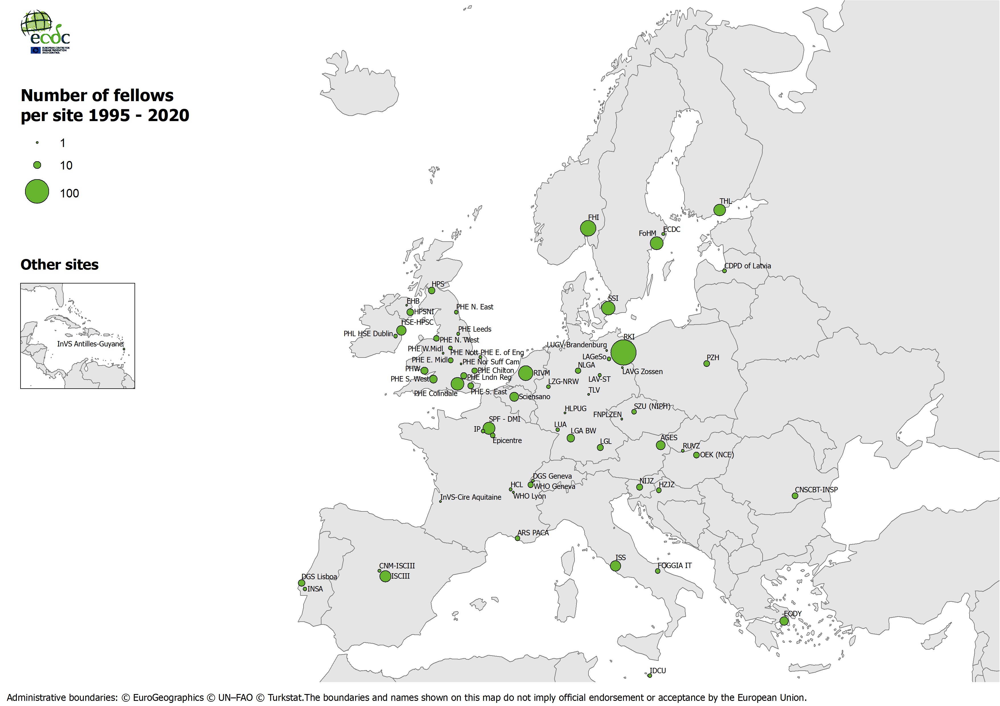 ecdc
EUROPEAN CENTRE FOR
DISEASE PREVENTION
AND CONTROL
Number of fellows
per site 1995 - 2020
1
10
100
Other sites
InVS Antilles-Guyane
THL
FHI
ECDC
FoHM
CDPD of Latvia
HPS
SSI
EHB
PHE N. East
HPSNI
HSE-HPSC
PHE Leeds
PHL HSE Dublin
RKI
PHE N. West
LUGV-Brandenburg
PHE W.Midl
PHE Nott
PHE E. of Eng
LAGeSo
PZH
PHE E. Midl
PHE Nor Suff Cam
NLGA
PHW
PHE Chilton
LAVG Zossen
RIVM
PHE Lndn Reg
PHE S. West
LAV-ST
LZG-NRW
TLV
PHE S. East
PHE Colindale
Sciensano
SZU (NIPH)
HLPUG
FNPLZEN
SPF - DMI
LUA
IP
LGA BW
AGES
Epicentre
LGL
RUVZ
OEK (NCE)
DGS Geneva
NIJZ
HCL
WHO Geneva
HZJZ
CNSCBT-INSP
WHO Lyon
InVS-Cire Aquitaine
ARS PACA
ISS
CNM-ISCIII
FOGGIA IT
ISCIII
DGS Lisboa
INSA
EODY
IDCU
Administrative boundaries: © EuroGeographics © UN–FAO © Turkstat.The boundaries and names shown on this map do not imply official endorsement or acceptance by the European Union.